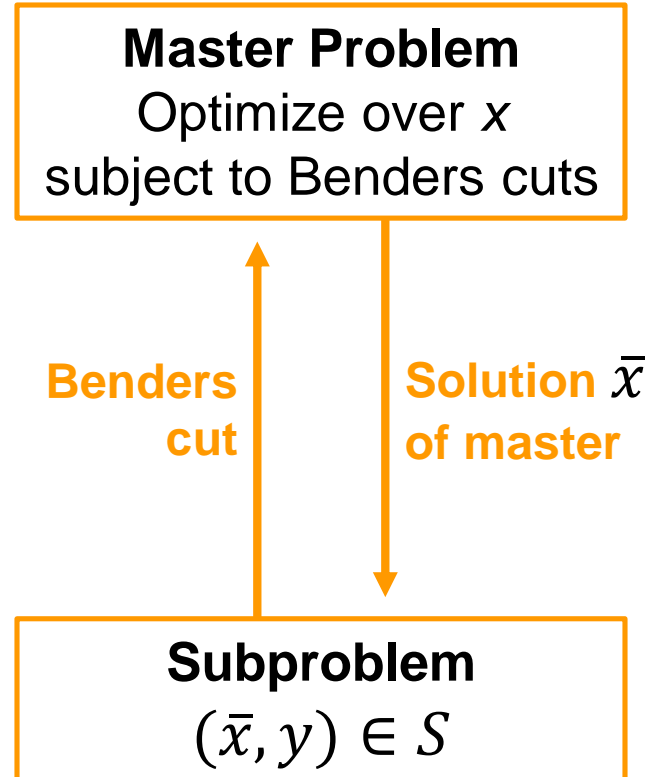 Master Problem
Optimize over x
subject to Benders cuts
Benders
cut
Solution x̄
of master
Subproblem
(x̄, y) ∈ S